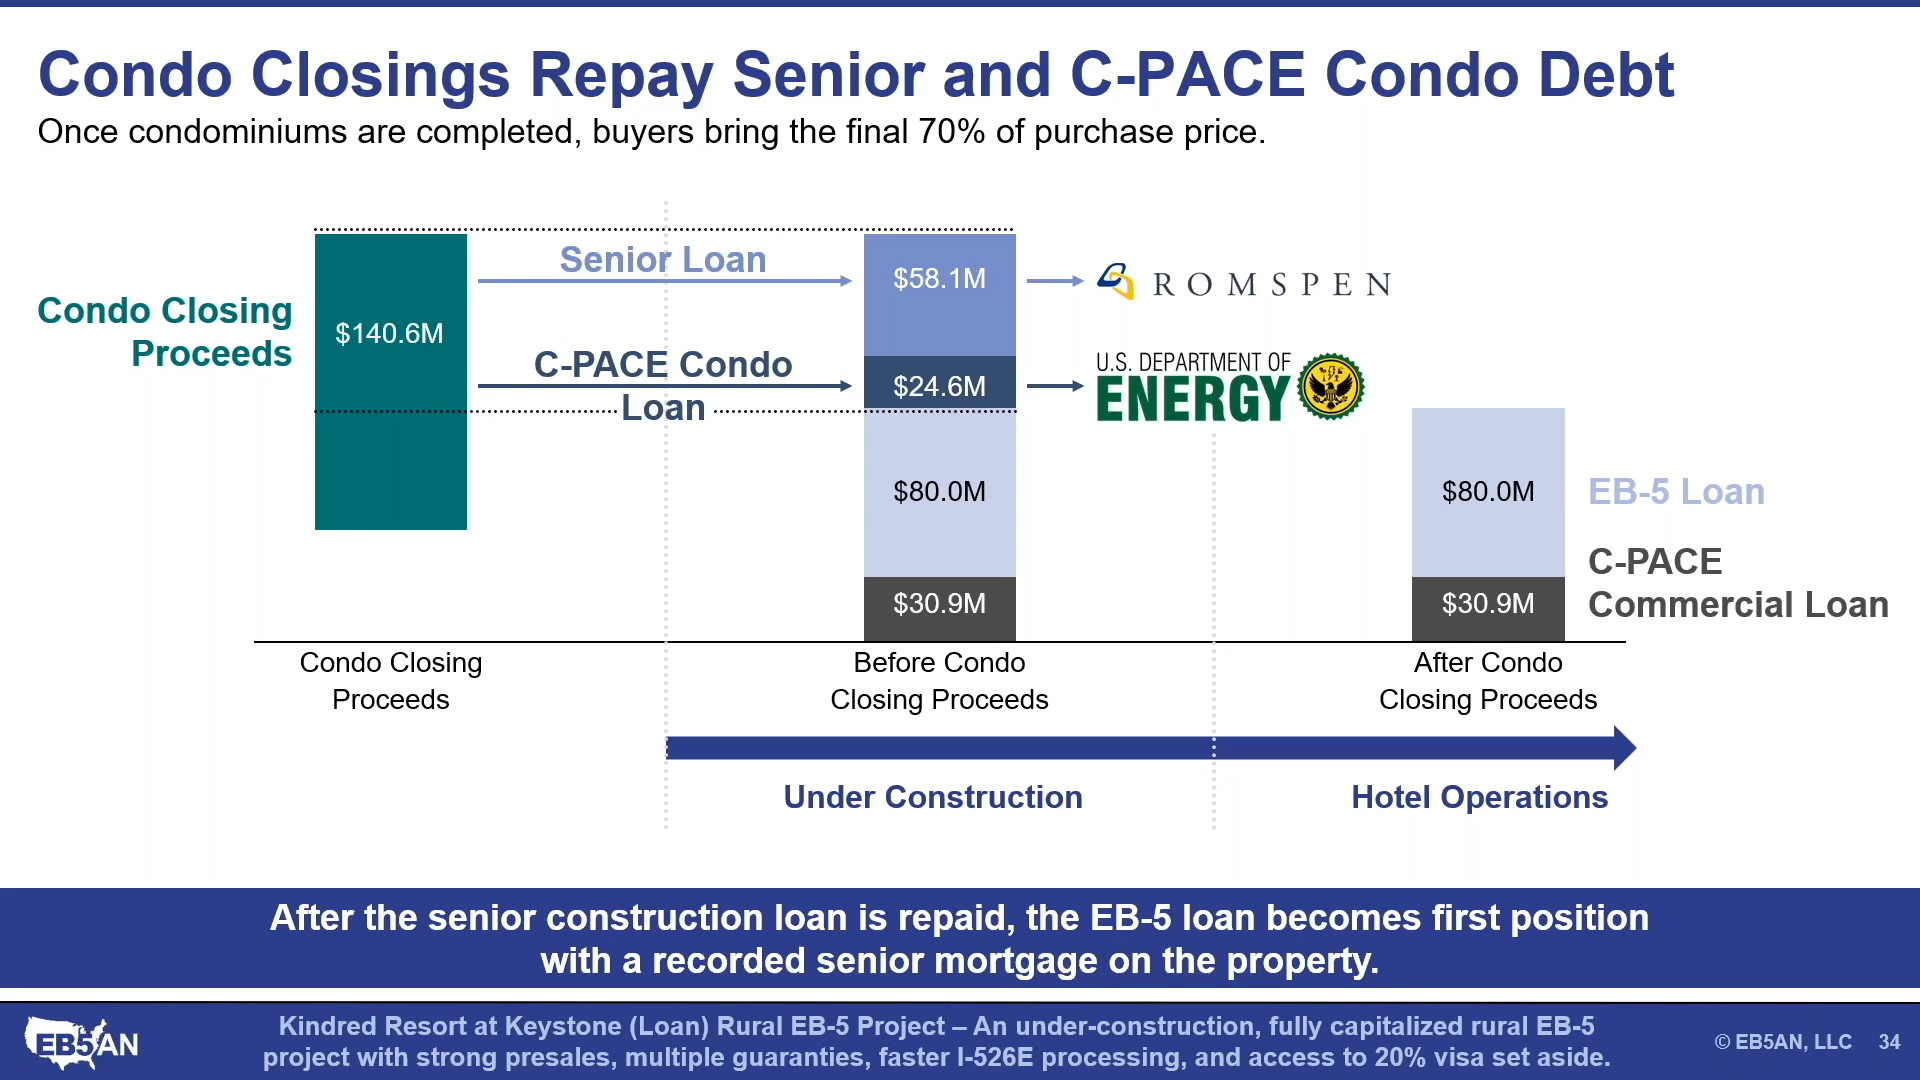 Condo Closings Repay Senior and C-PACE Condo Debt
Once condominiums are completed, buyers bring the final 70% of purchase price.
Condo Closing
Proceeds
$140.6M
Senior Loan
C-PACE Condo
Loan
$58.1M
$24.6M
$80.0M
$30.9M
ROMSPEN
U.S. DEPARTMENT OF
ENERGY
$80.0M
$30.9M
EB-5 Loan
C-PACE
Commercial Loan
Condo Closing
Proceeds
Before Condo
Closing Proceeds
After Condo
Closing Proceeds
Under Construction
Hotel Operations
After the senior construction loan is repaid, the EB-5 loan becomes first position
with a recorded senior mortgage on the property.
EB5AN
Kindred Resort at Keystone (Loan) Rural EB-5 Project – An under-construction, fully capitalized rural EB-5
project with strong presales, multiple guaranties, faster I-526E processing, and access to 20% visa set aside.
© EB5AN, LLC 34